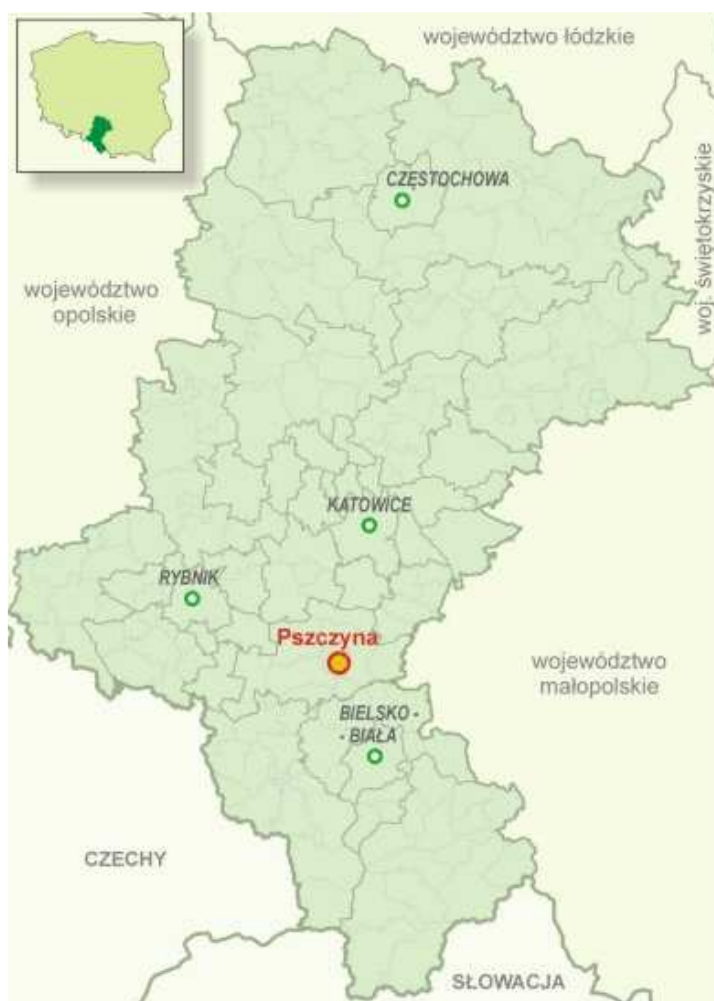 województwo łódzkie
woj. świętokrzyskie
CZĘSTOCHOWA
województwo
opolskie
KATOWICE
RYBNIK
Pszczyna
województwo
małopolskie
BIELSKO -
- BIAŁA
CZECHY
SŁOWACJA